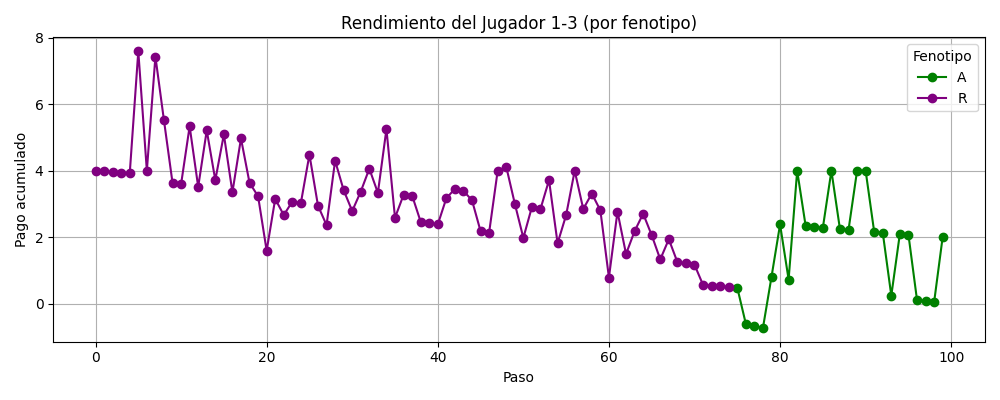 Rendimiento del Jugador 1-3 (por fenotipo)
Pago acumulado
8
6
4
2
0
Fenotipo
A
R
0
20
40
60
80
100
Paso